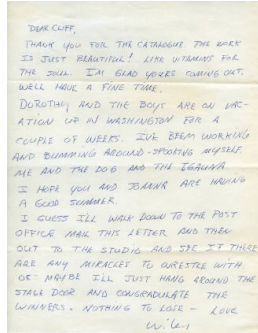 DEAR CLIFF,
THANK YOU FOR THE CATALOGUE THE WORK
IS JUST BEAUTIFUL! LIKE VITAMINS FOR
THE SOUL. I'M GLAD YOU'RE COMING OUT.
WE'LL HAVE A FINE TIME.
DOROTHY AND THE BOYS ARE ON VAC-
ATION UP IN WASHINGTON FOR A
COUPLE OF WEEKS. I'VE BEEN WORKING
AND BUMMING AROUND - SPOOKING MYSELF
ME AND THE DOG AND THE IGAUNA
I HOPE YOU AND JOANN ARE HAVING
A GOOD SUMMER.
I GUESS I'LL WALK DOWN TO THE POST
OFFICE MAIL THIS LETTER AND THEN
OUT TO THE STUDIO AND SEE IF THERE
ARE ANY MIRACLES TO WRESTLE WITH
OR MAYBE I'LL JUST HANG AROUND THE
STAGE DOOR AND CONGRADULATE THE
WINNERS. NOTHING TO LOSE - LOVE